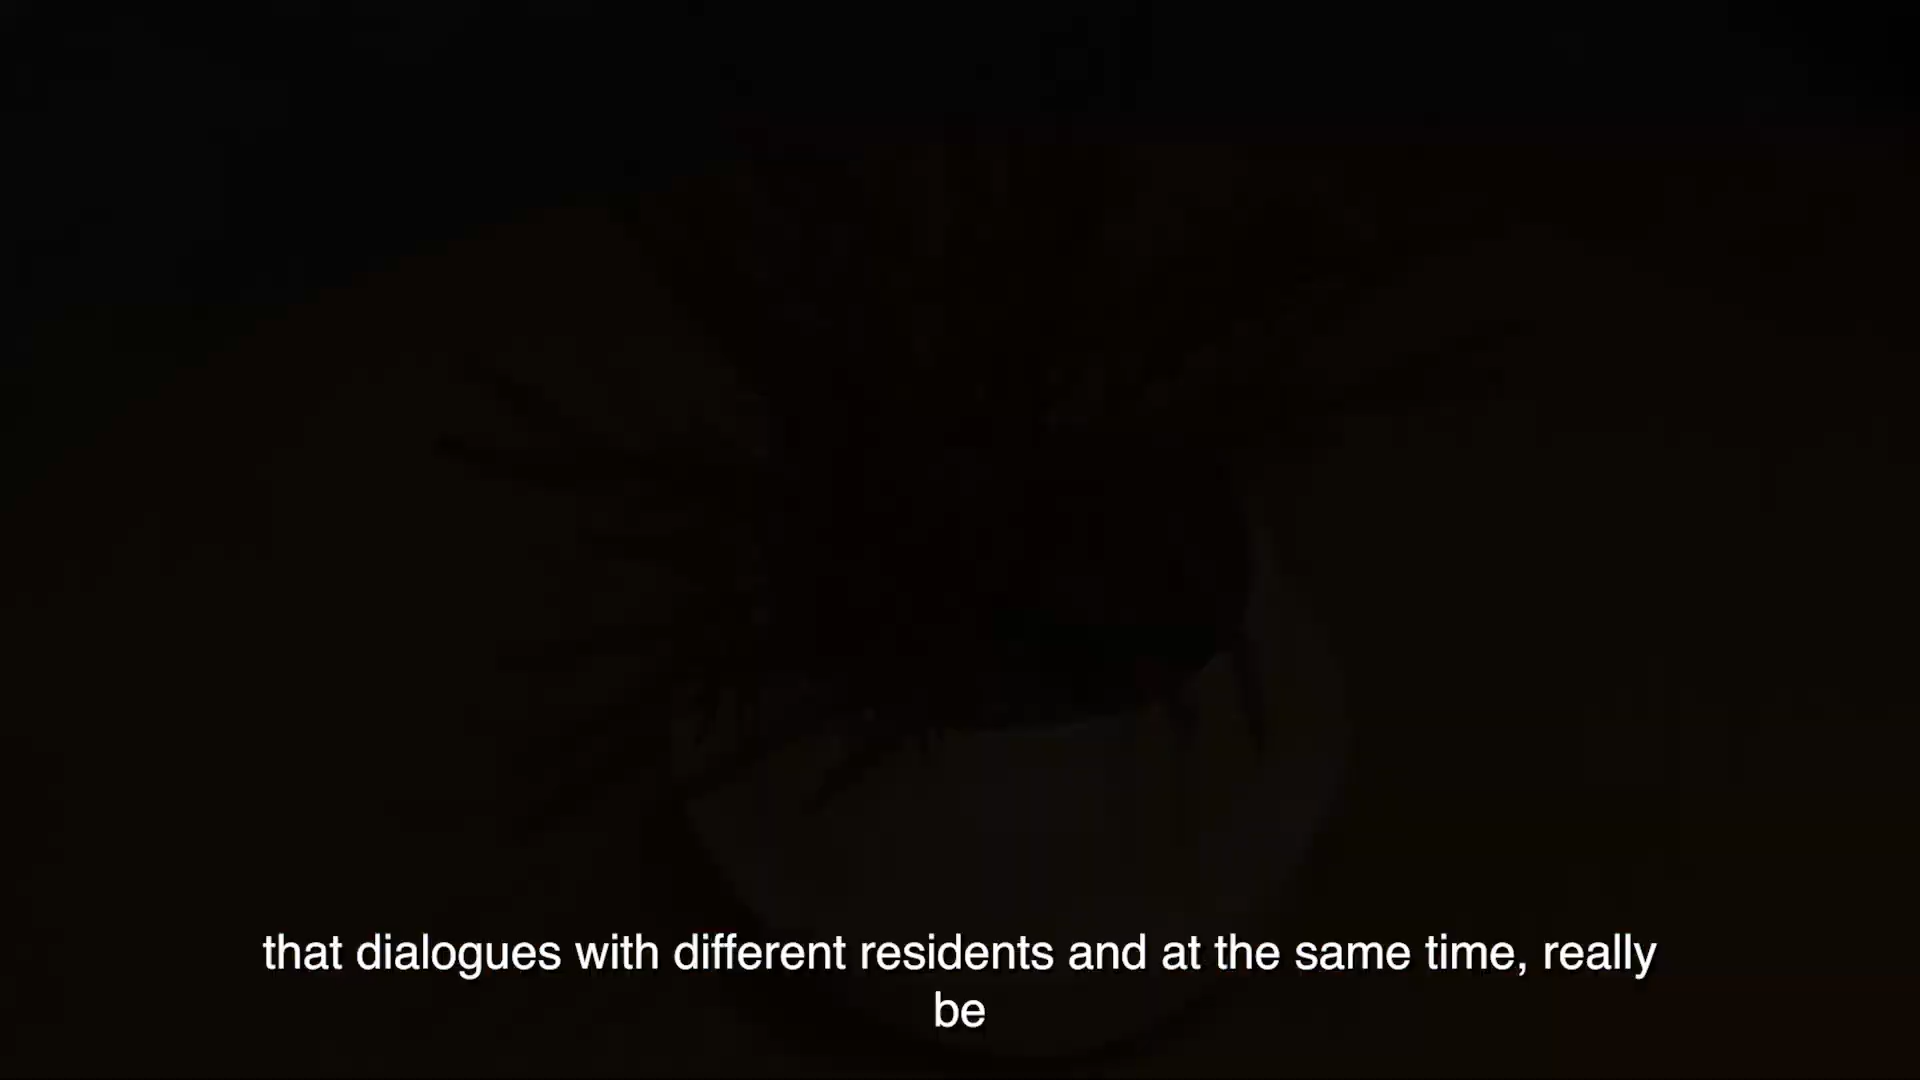 that dialogues with different residents and at the same time, really
be